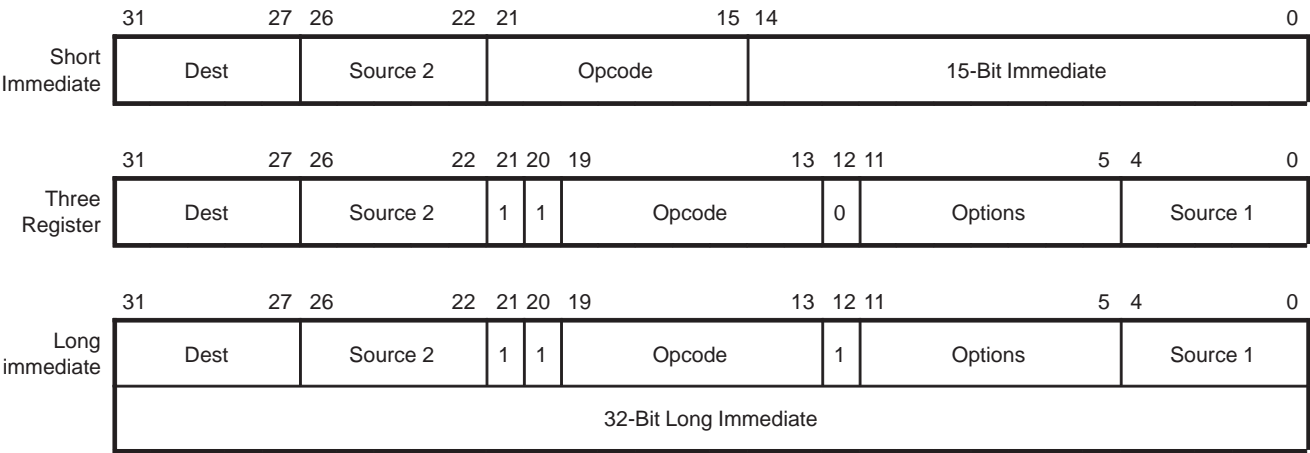 31 27 26 22 21 15 14 0
Short
Immediate
Dest Source 2 Opcode 15-Bit Immediate
31 27 26 22 21 20 19 13 12 11 5 4 0
Three
Register
Dest Source 2 1 1 Opcode 0 Options Source 1
31 27 26 22 21 20 19 13 12 11 5 4 0
Long
immediate
Dest Source 2 1 1 Opcode 1 Options Source 1
32-Bit Long Immediate